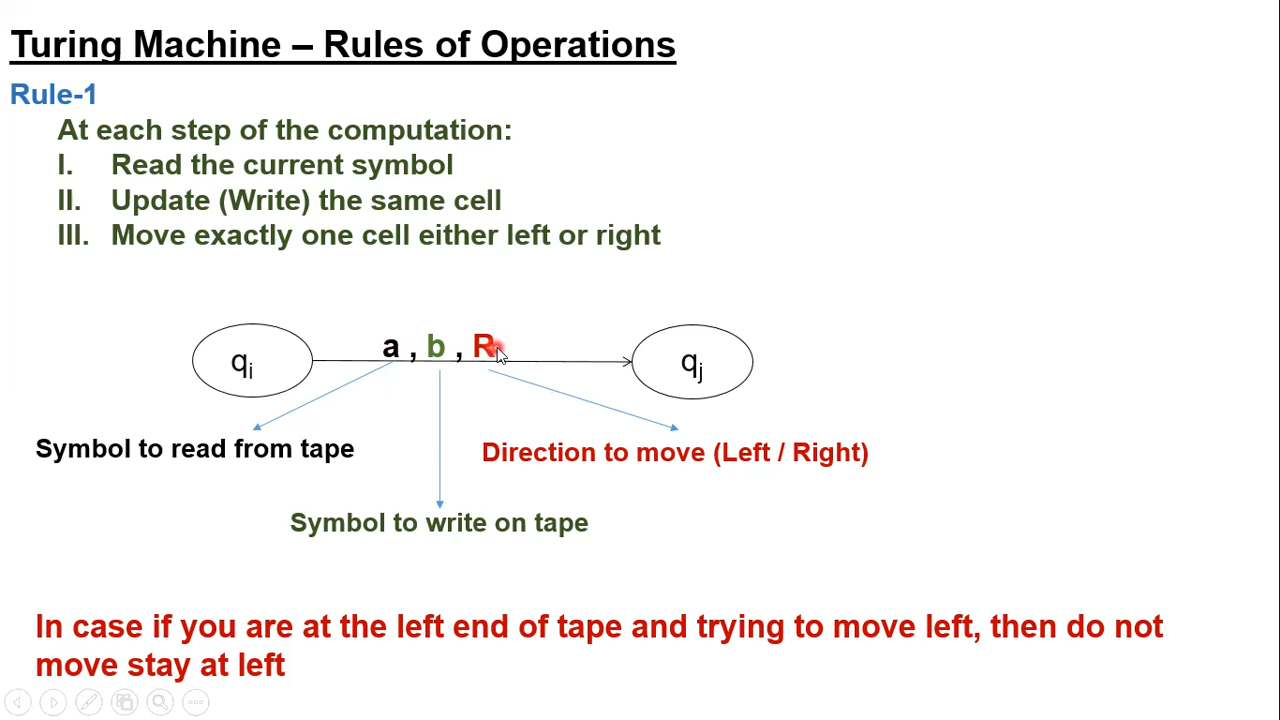 Turing Machine – Rules of Operations
Rule-1
At each step of the computation:
I. Read the current symbol
II. Update (Write) the same cell
III. Move exactly one cell either left or right
a , b , R
qi
qj
Symbol to read from tape
Direction to move (Left / Right)
Symbol to write on tape
In case if you are at the left end of tape and trying to move left, then do not
move stay at left